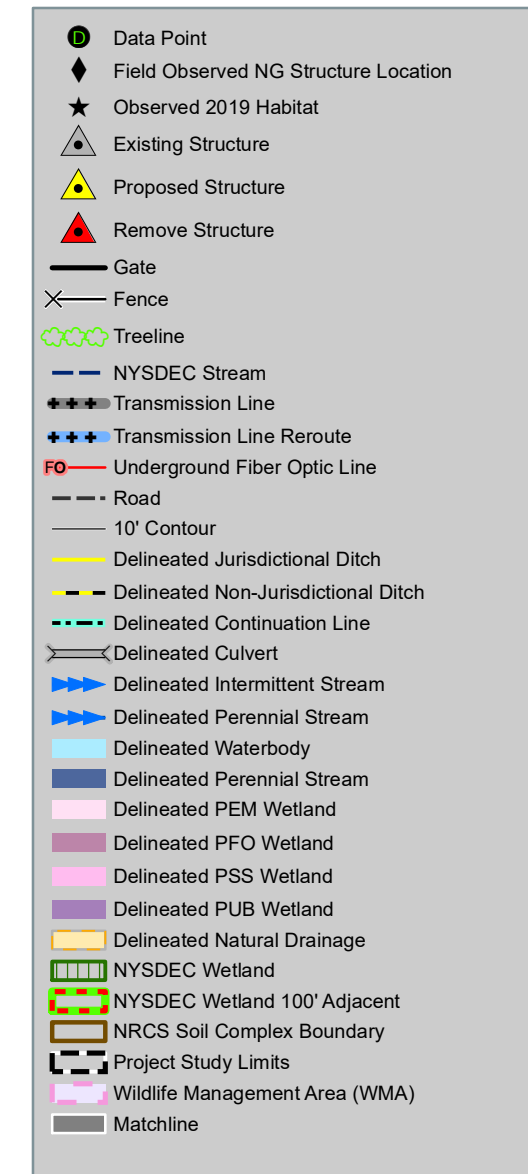 D Data Point
Field Observed NG Structure Location
Observed 2019 Habitat
Existing Structure
Proposed Structure
Remove Structure
Gate
Fence
Treeline
NYSDEC Stream
Transmission Line
Transmission Line Reroute
FO Underground Fiber Optic Line
Road
10' Contour
Delineated Jurisdictional Ditch
Delineated Non-Jurisdictional Ditch
Delineated Continuation Line
Delineated Culvert
Delineated Intermittent Stream
Delineated Perennial Stream
Delineated Waterbody
Delineated Perennial Stream
Delineated PEM Wetland
Delineated PFO Wetland
Delineated PSS Wetland
Delineated PUB Wetland
Delineated Natural Drainage
NYSDEC Wetland
NYSDEC Wetland 100' Adjacent
NRCS Soil Complex Boundary
Project Study Limits
Wildlife Management Area (WMA)
Matchline